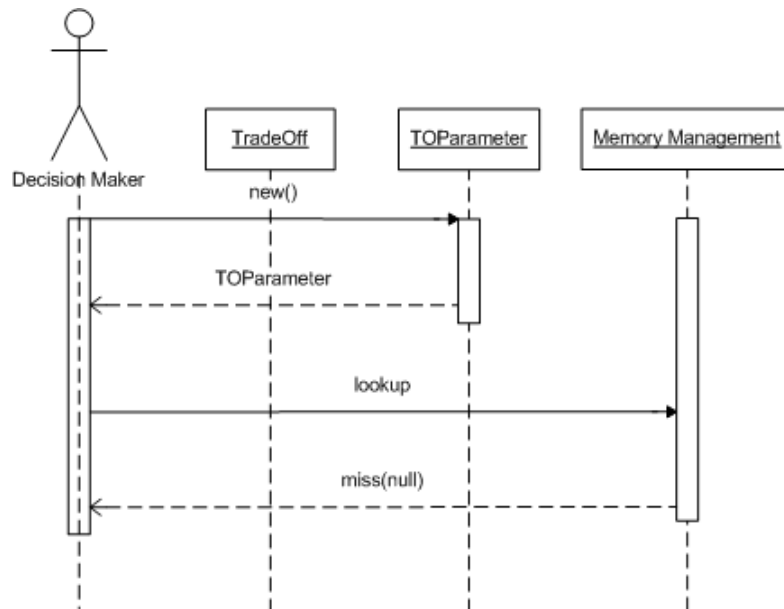 TradeOff
TOParameter
Memory Management
Decision Maker
new()
TOParameter
lookup
miss(null)